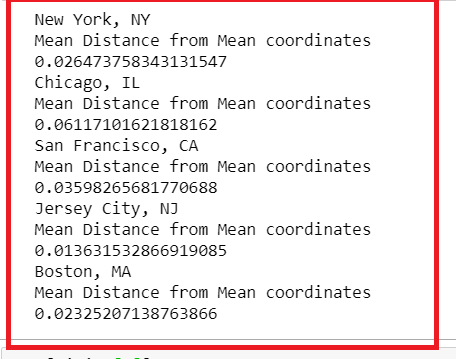 New York, NY
Mean Distance from Mean coordinates
0.026473758343131547
Chicago, IL
Mean Distance from Mean coordinates
0.06117101621818162
San Francisco, CA
Mean Distance from Mean coordinates
0.03598265681770688
Jersey City, NJ
Mean Distance from Mean coordinates
0.013631532866919085
Boston, MA
Mean Distance from Mean coordinates
0.02325207138763866